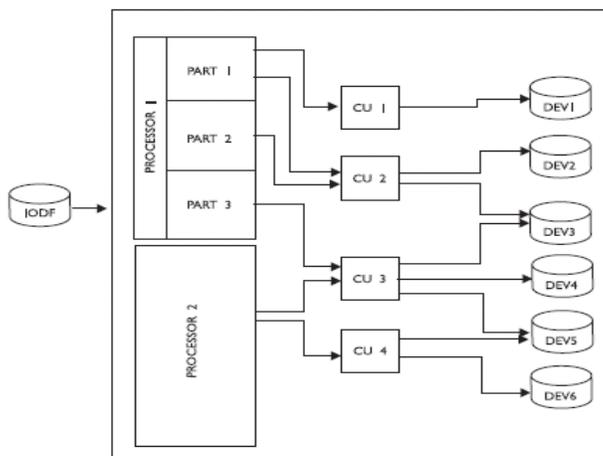 IODF
PROCESSOR 1
PART 1
PART 2
PART 3
PROCESSOR 2
CU 1
CU 2
CU 3
CU 4
DEV1
DEV2
DEV3
DEV4
DEV5
DEV6